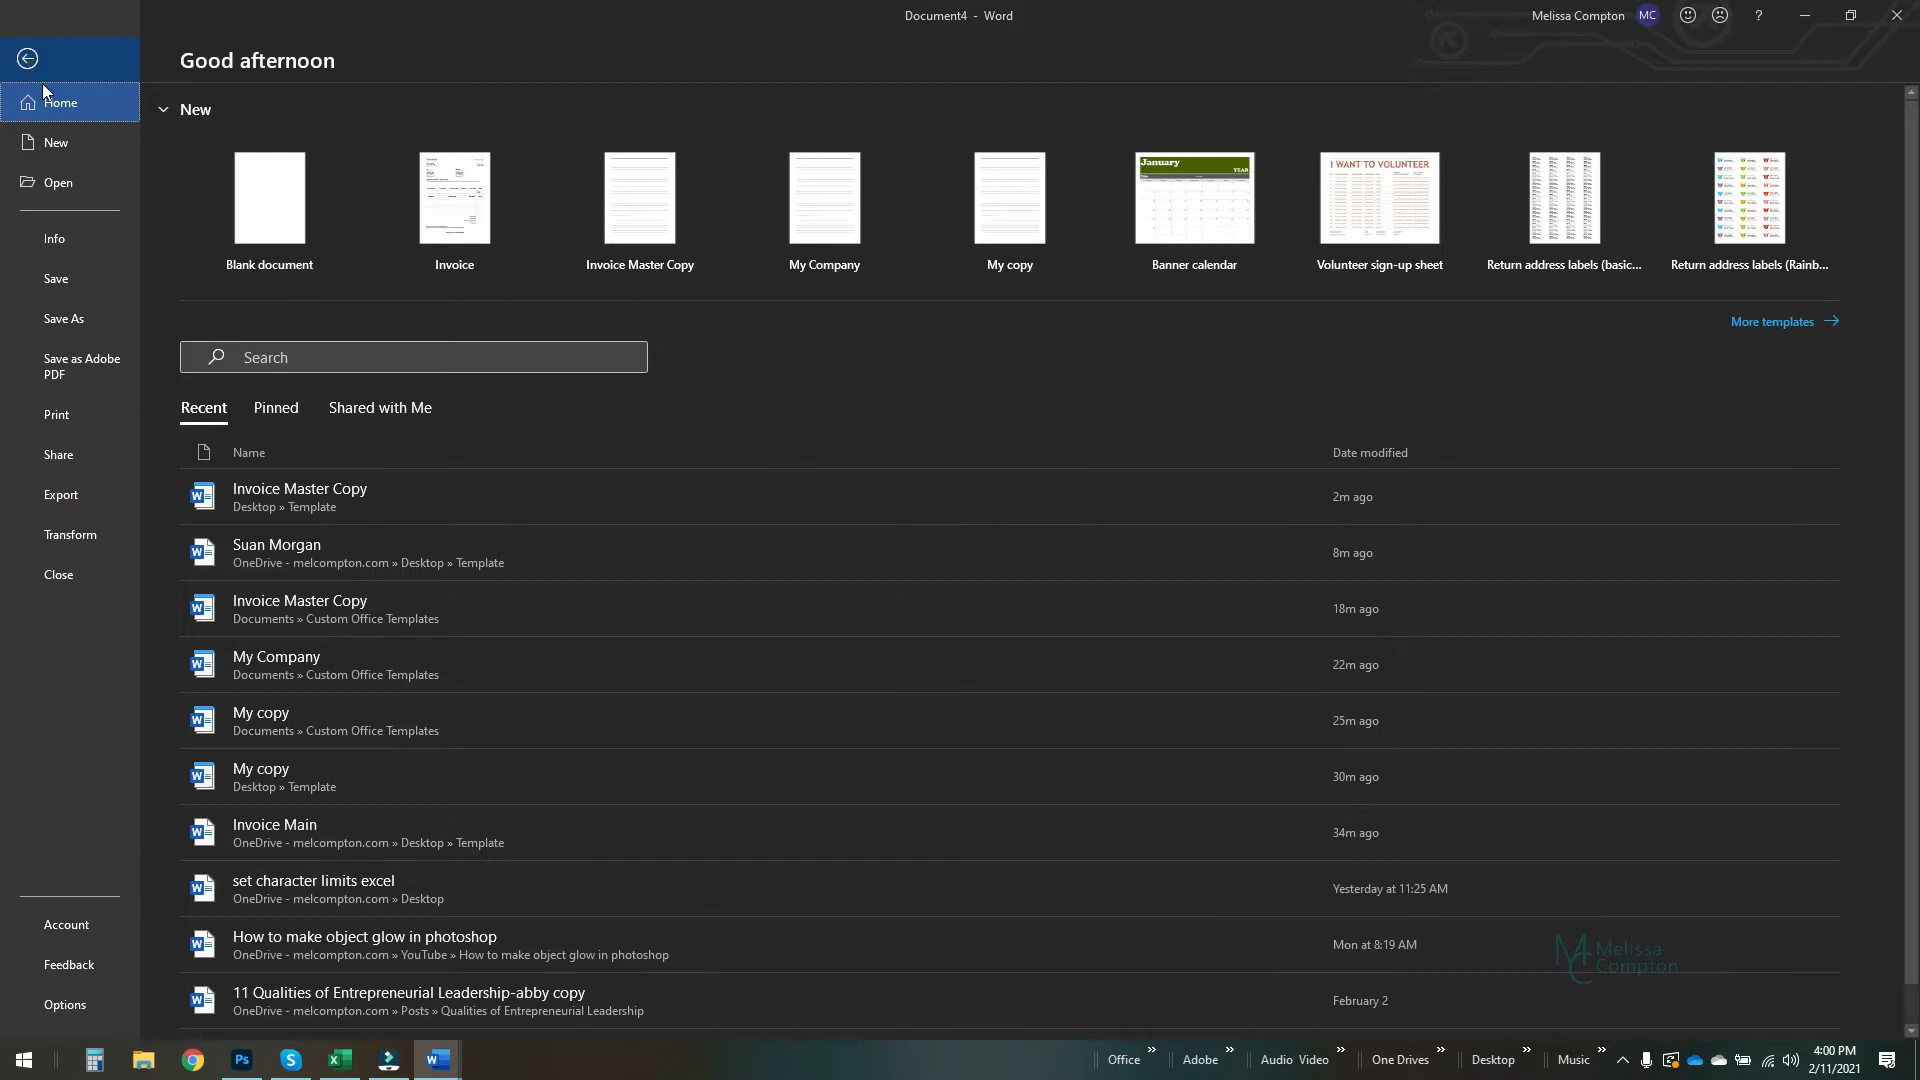 Document4 - Word
Melissa Compton MC
Good afternoon
Home
New
Open
Info
Save
Save As
Save as Adobe
PDF
Print
Share
Export
Transform
Close
Account
Feedback
Options
New
January
YEAR
I WANT TO VOLUNTEER
Blank document
Invoice
Invoice Master Copy
My Company
My copy
Banner calendar
Volunteer sign-up sheet
Return address labels (basic...
Return address labels (Rainb...
More templates
Search
Recent
Pinned
Shared with Me
Name
Date modified
Invoice Master Copy
Desktop » Template
2m ago
Suan Morgan
OneDrive - melcompton.com » Desktop » Template
8m ago
Invoice Master Copy
Documents » Custom Office Templates
18m ago
My Company
Documents » Custom Office Templates
22m ago
My copy
Documents » Custom Office Templates
25m ago
My copy
Desktop » Template
30m ago
Invoice Main
OneDrive - melcompton.com » Desktop » Template
34m ago
set character limits excel
OneDrive - melcompton.com » Desktop
Yesterday at 11:25 AM
How to make object glow in photoshop
OneDrive - melcompton.com » YouTube » How to make object glow in photoshop
Mon at 8:19 AM
11 Qualities of Entrepreneurial Leadership-abby copy
OneDrive - melcompton.com » Posts » Qualities of Entrepreneurial Leadership
February 2
MC Melissa
Compton
Office
Adobe
Audio Video
One Drives
Desktop
Music
4:00 PM
2/11/2021